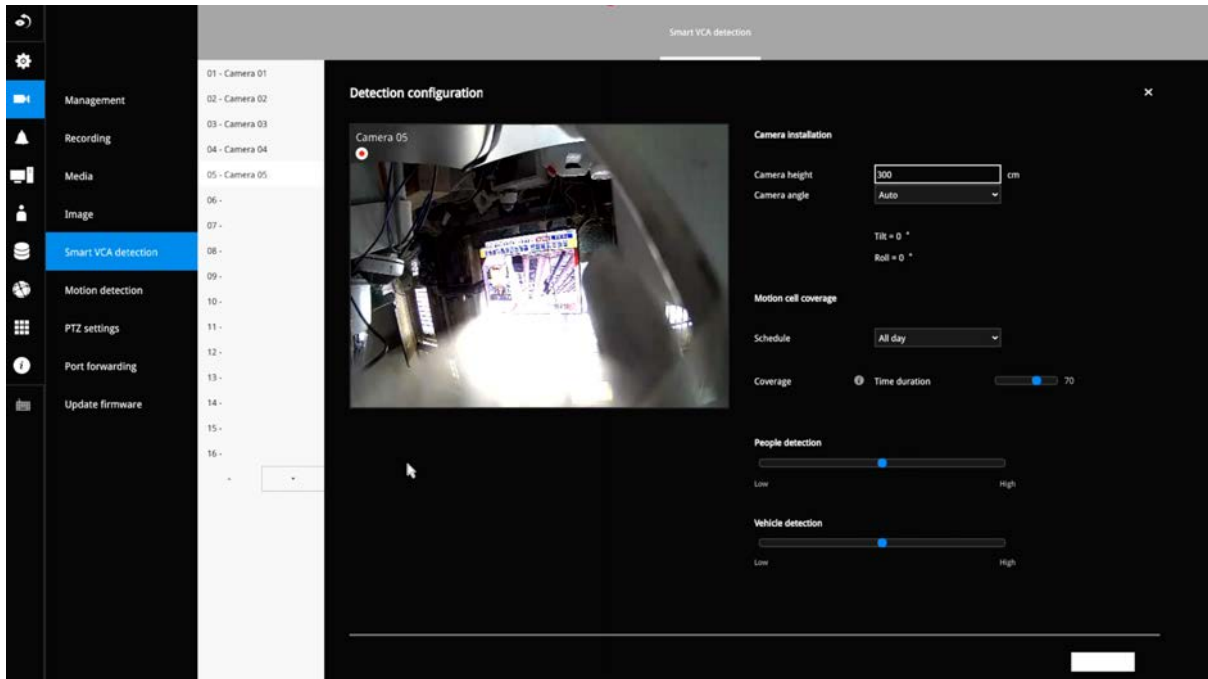 Smart VCA detection
Management
Recording
Media
Image
Smart VCA detection
Motion detection
PTZ settings
Port forwarding
Update firmware
01 - Camera 01
02 - Camera 02
03 - Camera 03
04 - Camera 04
05 - Camera 05
06 -
07 -
08 -
09 -
10 -
11 -
12 -
13 -
14 -
15 -
16 -
Detection configuration
Camera 05
Camera installation
Camera height 300 cm
Camera angle Auto
Tilt = 0 °
Roll = 0 °
Motion cell coverage
Schedule All day
Coverage Time duration 70
People detection
Low High
Vehicle detection
Low High